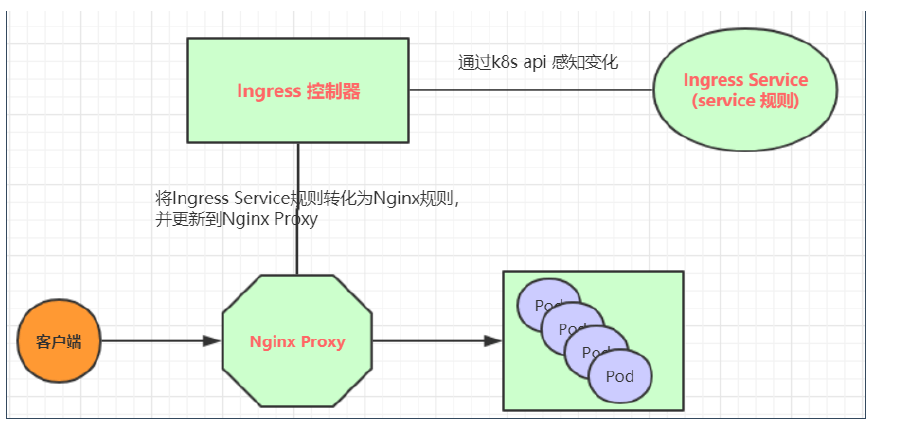 Ingress 控制器
通过k8s api 感知变化
Ingress Service
(service 规则)
将Ingress Service规则转化为Nginx规则，
并更新到Nginx Proxy
客户端
Nginx Proxy
Pod
Pod
Pod
Pod